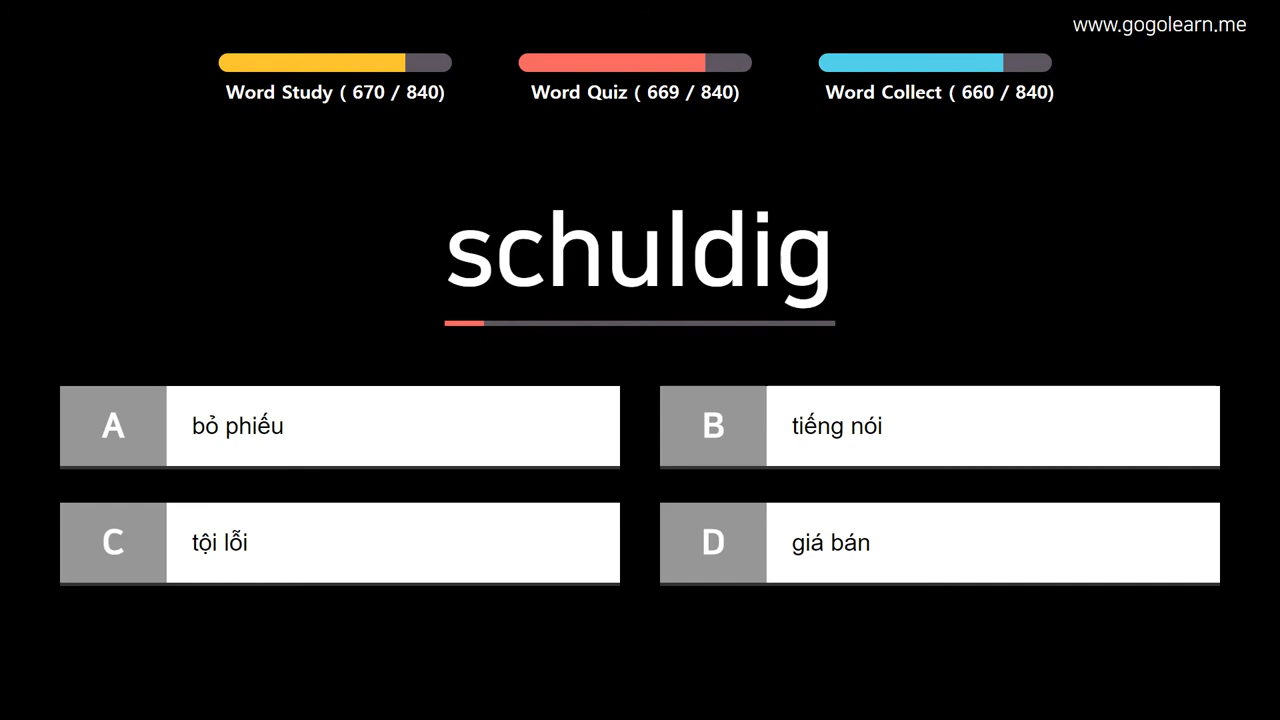 www.gogolearn.me
Word Study ( 670 / 840)
Word Quiz ( 669 / 840)
Word Collect ( 660 / 840)
schuldig
A bỏ phiếu
B tiếng nói
C tội lỗi
D giá bán